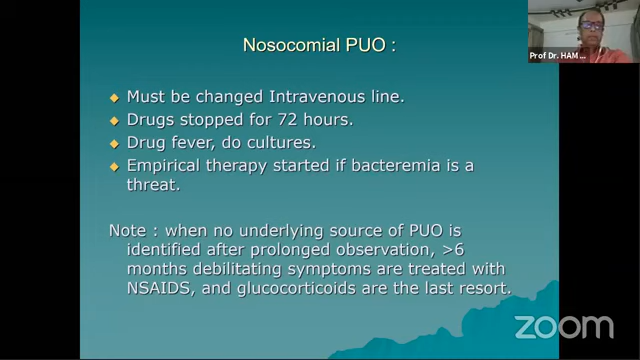 Nosocomial PUO :
Prof Dr. HAM ...
Must be changed Intravenous line.
Drugs stopped for 72 hours.
Drug fever, do cultures.
Empirical therapy started if bacteremia is a
threat.
Note : when no underlying source of PUO is
identified after prolonged observation, >6
months debilitating symptoms are treated with
NSAIDS, and glucocorticoids are the last resort.
zoom